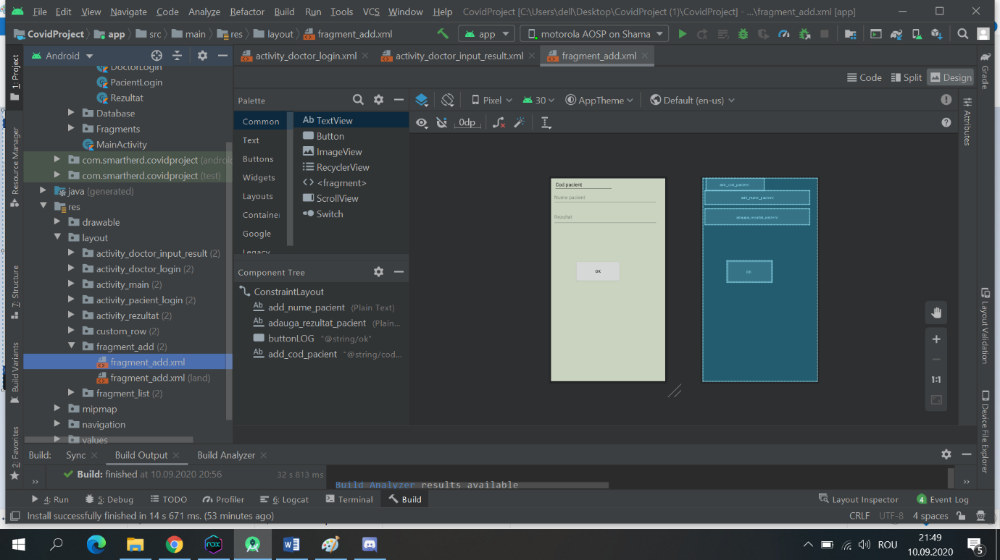 File Edit View Navigate Code Analyze Refactor Build Run Tools VCS Window Help CovidProject [C:\Users\dell\Desktop\CovidProject (1)\CovidProject] - ...\fragment_add.xml [app]
CovidProject app src main res layout fragment_add.xml app motorola AOSP on Shama
1: Project
Resource Manager
7: Structure
Build Variants
2: Favorites
Android
DoctorLogin
PacientLogin
Rezultat
Database
Fragments
MainActivity
com.smartherd.covidproject (android
com.smartherd.covidproject (test)
java (generated)
res
drawable
layout
activity_doctor_input_result (2)
activity_doctor_login (2)
activity_main (2)
activity_pacient_login (2)
activity_rezultat (2)
custom_row (2)
fragment_add (2)
fragment_add.xml
fragment_add.xml (land)
fragment_list (2)
mipmap
navigation
values
activity_doctor_login.xml activity_doctor_input_result.xml fragment_add.xml
Code Split Design
Palette
Common
Text
Buttons
Widgets
Layouts
Container
Google
Legacy
Ab TextView
Button
ImageView
RecyclerView
<fragment>
ScrollView
Switch
Pixel 30 AppTheme Default (en-us)
0dp
Component Tree
ConstraintLayout
Ab add_nume_pacient (Plain Text)
Ab adauga_rezultat_pacient (Plain...
buttonLOG "@string/ok"
Ab add_cod_pacient "@string/cod...
Cod pacient
Nume pacient
Rezultat
OK
add_cod_pacient
add_nume_pacient
adauga_rezultat_pacient
OK
1:1
Gradle
Attributes
Layout Validation
Device File Explorer
Build: Sync Build Output Build Analyzer
Build: finished at 10.09.2020 20:56 32 s 813 ms
Build Analyzer results available
4: Run 5: Debug TODO Profiler 6: Logcat Terminal Build Layout Inspector 4 Event Log
Install successfully finished in 14 s 671 ms. (53 minutes ago) CRLF UTF-8 4 spaces
nox W ROU 21:49
10.09.2020 5